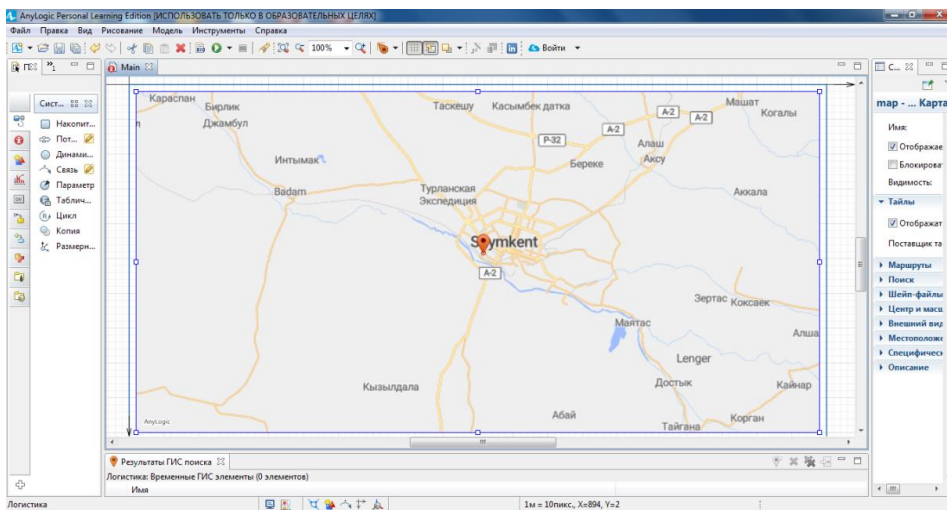 AnyLogic Personal Learning Edition [ИСПОЛЬЗОВАТЬ ТОЛЬКО В ОБРАЗОВАТЕЛЬНЫХ ЦЕЛЯХ]
Файл Правка Вид Рисование Модель Инструменты Справка
100% Войти
Main
Сист...
Накопит...
Пот...
Динами...
Связь
Параметр
Таблич...
Цикл
Копия
Размерн...
Караспан Бирлик Таскешу Касымбек датка А-2 А-2 Машат
Джамбул Р-32 А-2 Когалы
Алаш
Интымак Береке Аксу
Badam Турланская Аккала
Экспедиция
Shymkent
А-2
Зертас Коксаек
Маятас
Алша
Lenger
Кызылдала Достык Кайнар
Абай Корган
Тайгана
AnyLogic
С...
map - ... Карта
Имя:
Отображае
Блокирова
Видимость:
Тайлы
Отображат
Поставщик та
Маршруты
Поиск
Шейп-файлы
Центр и масш
Внешний вид
Местоположе
Специфическ
Описание
Результаты ГИС поиска
Логистика: Временные ГИС элементы (0 элементов)
Имя
Логистика 1м = 10пикс., X=894, Y=2